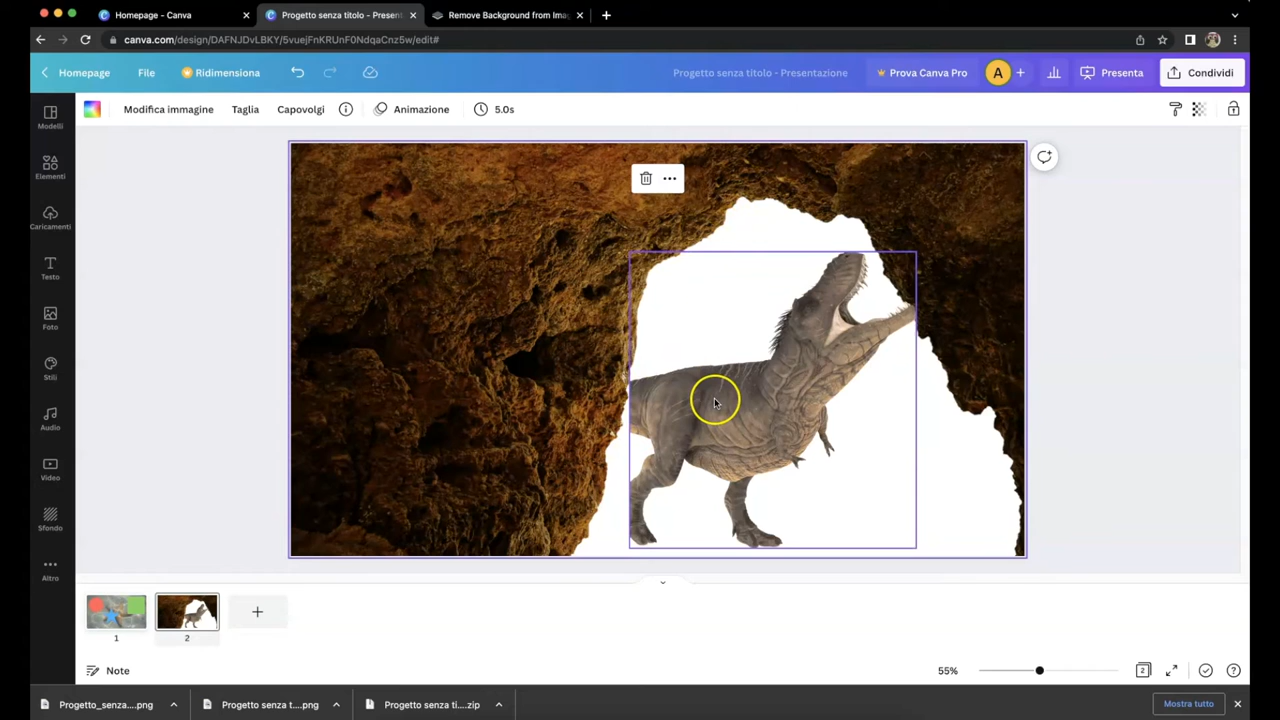 Homepage - Canva
Progetto senza titolo - Present
Remove Background from Ima
canva.com/design/DAFNJDvLBKY/5vuejFnKRUnF0NdqaCnz5w/edit#
Homepage
File
Ridimensiona
Progetto senza titolo - Presentazione
Prova Canva Pro
A
Presenta
Condividi
Modifica immagine
Taglia
Capovolgi
Animazione
5.0s
Modelli
Elementi
Caricamenti
Testo
Foto
Stili
Audio
Video
Sfondo
Altro
1
2
Note
55%
2
Progetto_senza....png
Progetto senza t....png
Progetto senza ti....zip
Mostra tutto